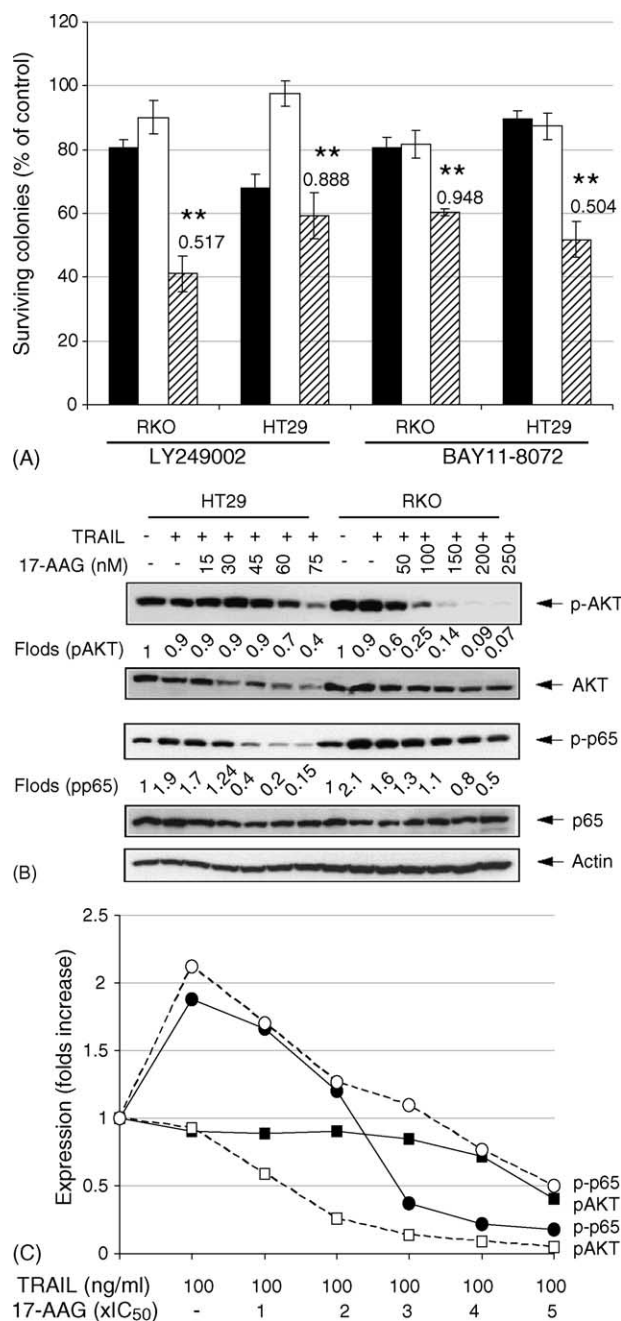 120
100
80
60
40
20
0
Surviving colonies (% of control)
**
0.517
**
0.888
**
0.948
**
0.504
RKO HT29 RKO HT29
LY249002 BAY11-8072
(A)
HT29 RKO
TRAIL - + + + + + + - + + + + + +
17-AAG (nM) - - 15 30 45 60 75 - - 50 100 150 200 250
p-AKT
Flods (pAKT) 1 0.9 0.9 0.9 0.9 0.7 0.4 1 0.9 0.6 0.25 0.14 0.09 0.07
AKT
p-p65
Flods (pp65) 1 1.9 1.7 1.24 0.4 0.2 0.15 1 2.1 1.6 1.3 1.1 0.8 0.5
p65
Actin
(B)
2.5
2
1.5
1
0.5
0
Expression (folds increase)
p-p65
pAKT
p-p65
pAKT
(C)
TRAIL (ng/ml) 100 100 100 100 100 100
17-AAG (xIC50) - 1 2 3 4 5